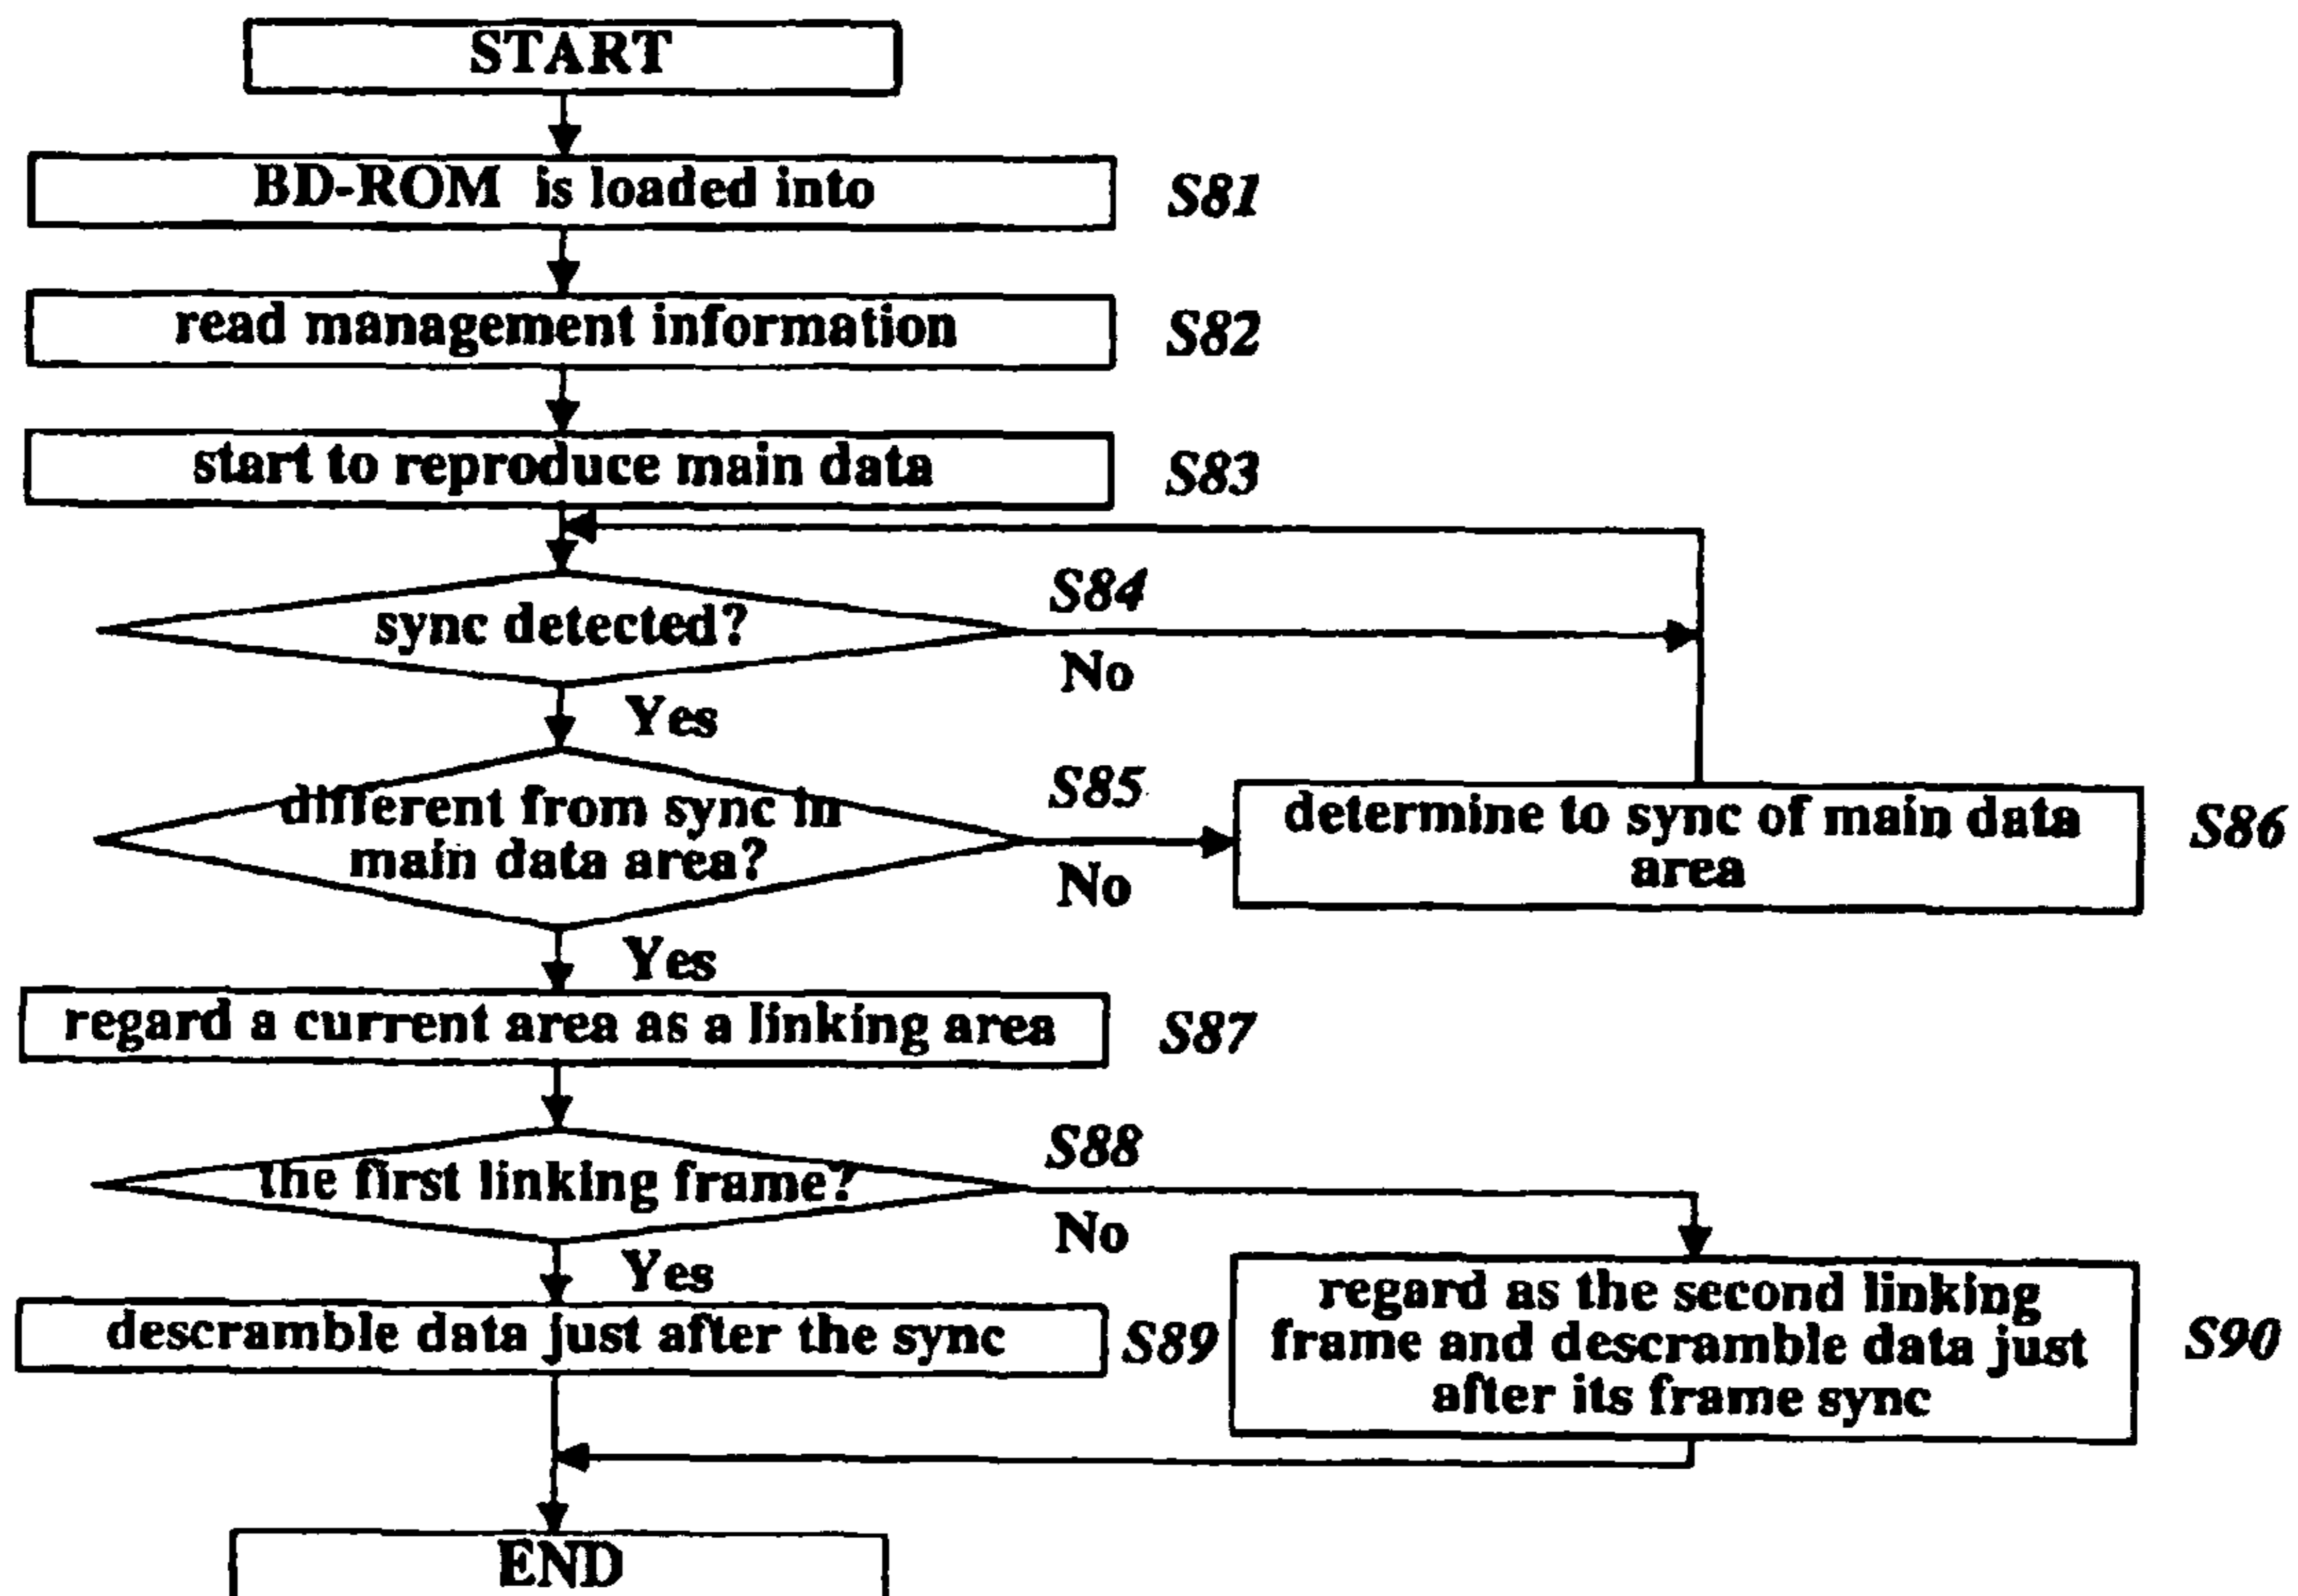 START
BD-ROM is loaded into
S81
read management information
S82
start to reproduce main data
S83
sync detected?
S84
No
Yes
different from sync in
main data area?
S85
No
determine to sync of main data
area
S86
Yes
regard a current area as a linking area
S87
the first linking frame?
S88
No
Yes
descramble data just after the sync
S89
regard as the second linking
frame and descramble data just
after its frame sync
S90
END